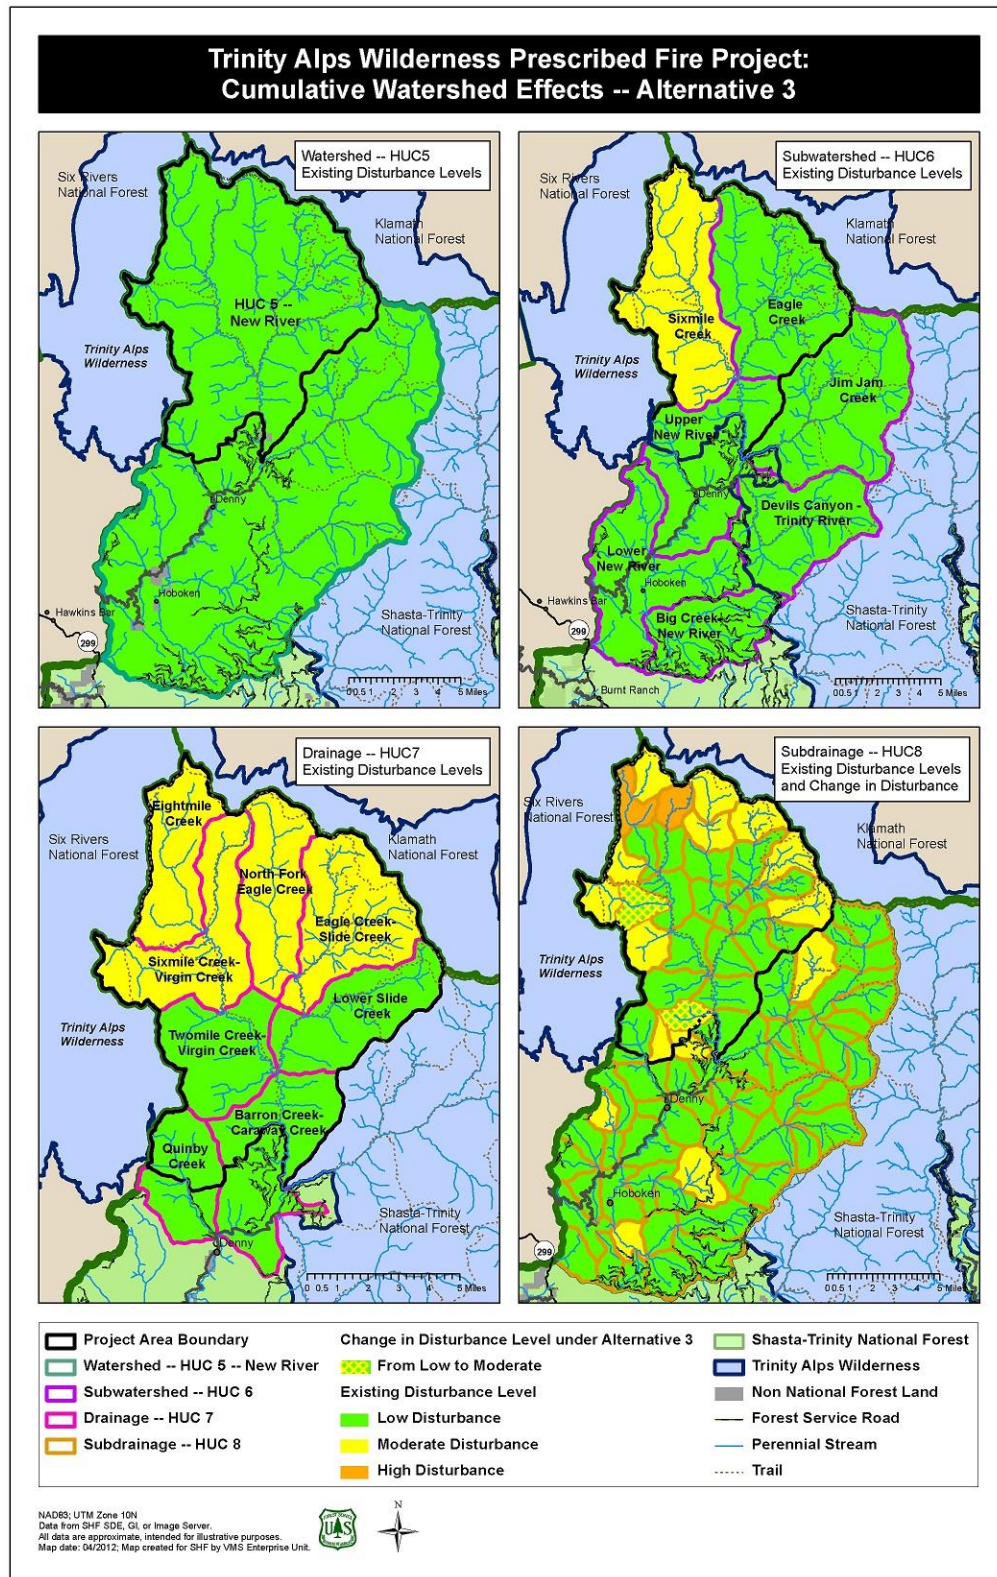 Trinity Alps Wilderness Prescribed Fire Project:
Cumulative Watershed Effects -- Alternative 3
Watershed -- HUC5
Existing Disturbance Levels
Six Rivers
National Forest
Klamath
National Forest
HUC 5 --
New River
Trinity Alps
Wilderness
Denny
Hoboken
Hawkins Bar
299
Shasta-Trinity
National Forest
0 0.5 1 2 3 4 5 Miles
Subwatershed -- HUC6
Existing Disturbance Levels
Six Rivers
National Forest
Klamath
National Forest
Eagle
Creek
Sixmile
Creek
Trinity Alps
Wilderness
Jim Jam
Creek
Upper
New River
Denny
Devils Canyon -
Trinity River
Lower
New River
Hoboken
Hawkins Bar
Big Creek-
New River
Shasta-Trinity
National Forest
299
Burnt Ranch
0 0.5 1 2 3 4 5 Miles
Drainage -- HUC7
Existing Disturbance Levels
Eightmile
Creek
Six Rivers
National Forest
Klamath
National Forest
North Fork
Eagle Creek
Eagle Creek-
Slide Creek
Sixmile Creek-
Virgin Creek
Lower Slide
Creek
Trinity Alps
Wilderness
Twomile Creek-
Virgin Creek
Barron Creek-
Caraway Creek
Quinby
Creek
Shasta-Trinity
National Forest
Denny
0 0.5 1 2 3 4 5 Miles
Subdrainage -- HUC8
Existing Disturbance Levels
and Change in Disturbance
Six Rivers
National Forest
Klamath
National Forest
Trinity Alps
Wilderness
Denny
Hoboken
Shasta-Trinity
National Forest
299
0 0.5 1 2 3 4 5 Miles
Project Area Boundary
Watershed -- HUC 5 -- New River
Subwatershed -- HUC 6
Drainage -- HUC 7
Subdrainage -- HUC 8
Change in Disturbance Level under Alternative 3
From Low to Moderate
Existing Disturbance Level
Low Disturbance
Moderate Disturbance
High Disturbance
Shasta-Trinity National Forest
Trinity Alps Wilderness
Non National Forest Land
Forest Service Road
Perennial Stream
Trail
NAD83; UTM Zone 10N
Data from SHF SDE, GI, or Image Server.
All data are approximate, intended for illustrative purposes.
Map date: 04/2012; Map created for SHF by VMS Enterprise Unit.
U S
N